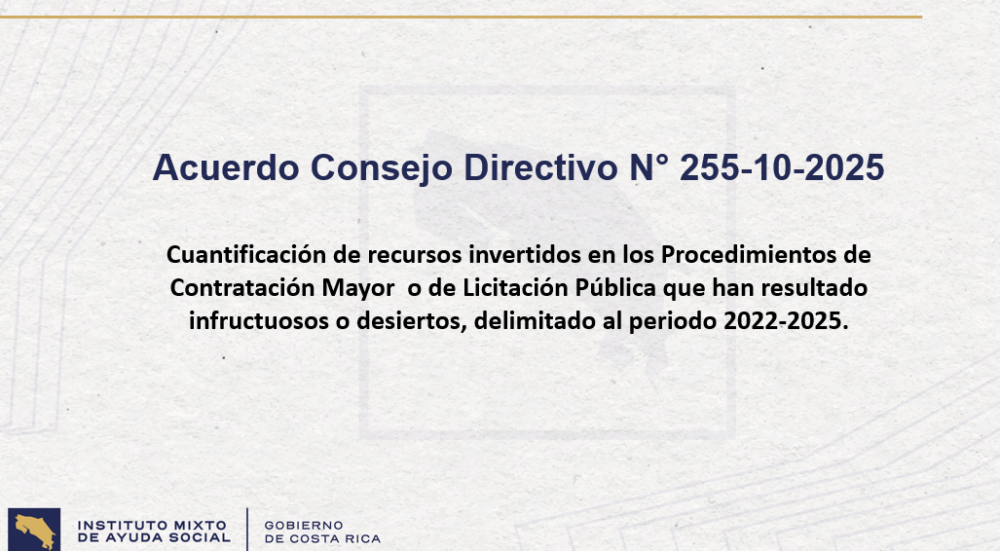 Acuerdo Consejo Directivo N° 255-10-2025
Cuantificación de recursos invertidos en los Procedimientos de
Contratación Mayor  o de Licitación Pública que han resultado
infructuosos o desiertos, delimitado al periodo 2022-2025.
INSTITUTO MIXTO
DE AYUDA SOCIAL
GOBIERNO
DE COSTA RICA